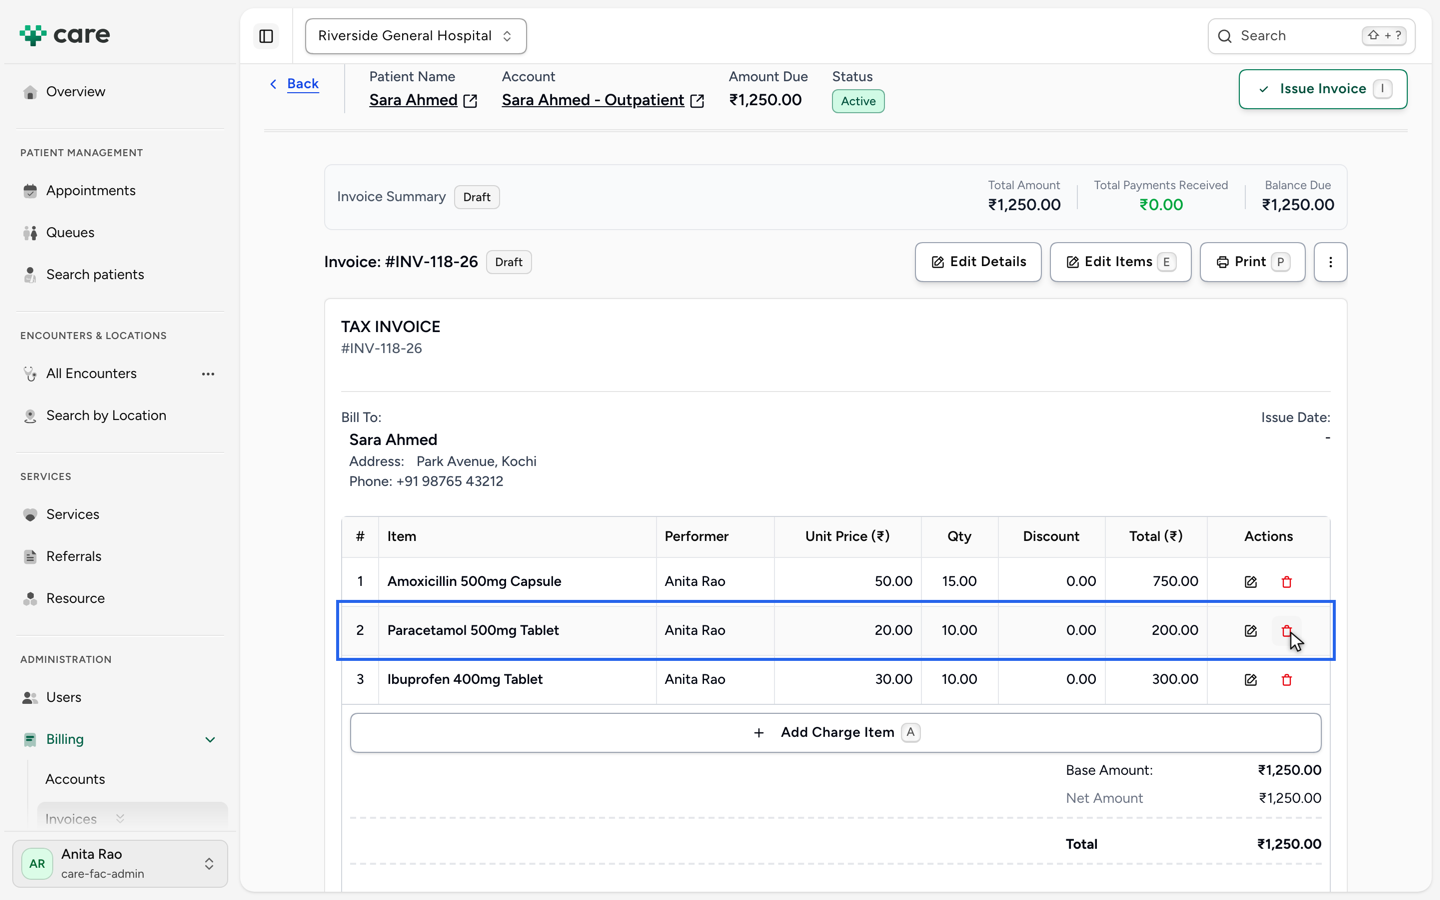 care
Riverside General Hospital
Search
⇧ + ?
Overview
PATIENT MANAGEMENT
Appointments
Queues
Search patients
ENCOUNTERS & LOCATIONS
All Encounters
Search by Location
SERVICES
Services
Referrals
Resource
ADMINISTRATION
Users
Billing
Accounts
Invoices
AR
Anita Rao
care-fac-admin
Back
Patient Name
Sara Ahmed
Account
Sara Ahmed - Outpatient
Amount Due
₹1,250.00
Status
Active
Issue Invoice I
Invoice Summary Draft
Total Amount
₹1,250.00
Total Payments Received
₹0.00
Balance Due
₹1,250.00
Invoice: #INV-118-26 Draft
Edit Details
Edit Items E
Print P
TAX INVOICE
#INV-118-26
Bill To:
Sara Ahmed
Address: Park Avenue, Kochi
Phone: +91 98765 43212
Issue Date:
-
# Item Performer Unit Price (₹) Qty Discount Total (₹) Actions
1 Amoxicillin 500mg Capsule Anita Rao 50.00 15.00 0.00 750.00
2 Paracetamol 500mg Tablet Anita Rao 20.00 10.00 0.00 200.00
3 Ibuprofen 400mg Tablet Anita Rao 30.00 10.00 0.00 300.00
+ Add Charge Item A
Base Amount: ₹1,250.00
Net Amount ₹1,250.00
Total ₹1,250.00